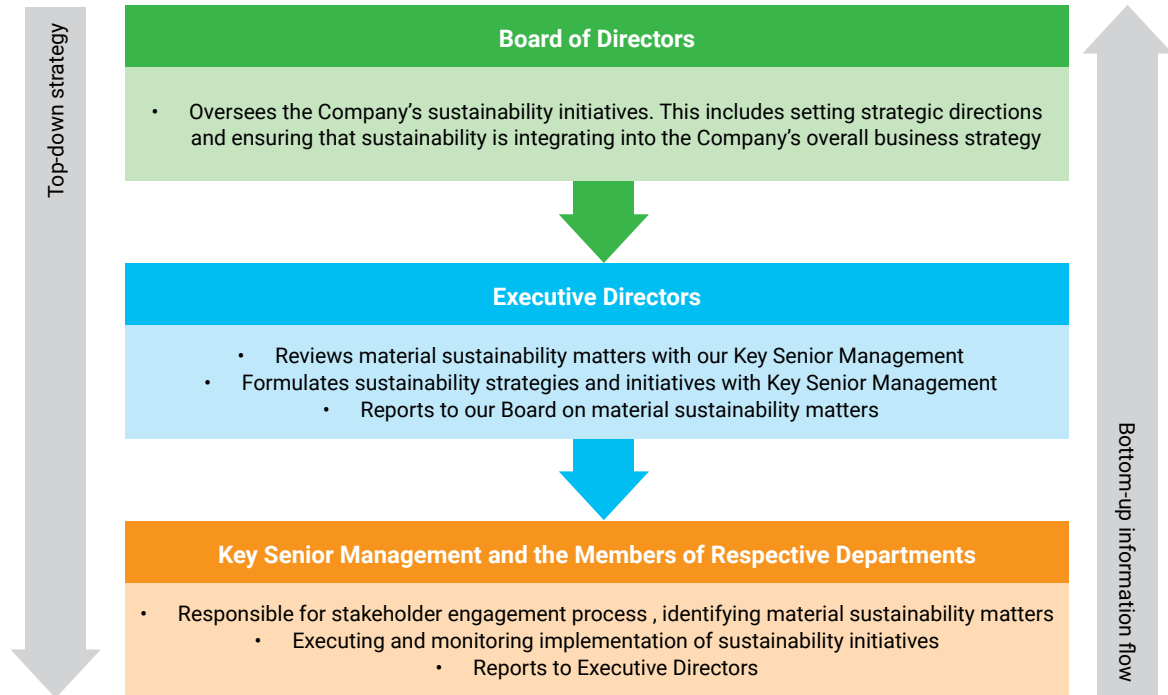 Top-down strategy
Board of Directors
• Oversees the Company's sustainability initiatives. This includes setting strategic directions
and ensuring that sustainability is integrating into the Company's overall business strategy
Executive Directors
• Reviews material sustainability matters with our Key Senior Management
• Formulates sustainability strategies and initiatives with Key Senior Management
• Reports to our Board on material sustainability matters
Key Senior Management and the Members of Respective Departments
• Responsible for stakeholder engagement process , identifying material sustainability matters
• Executing and monitoring implementation of sustainability initiatives
• Reports to Executive Directors
Bottom-up information flow